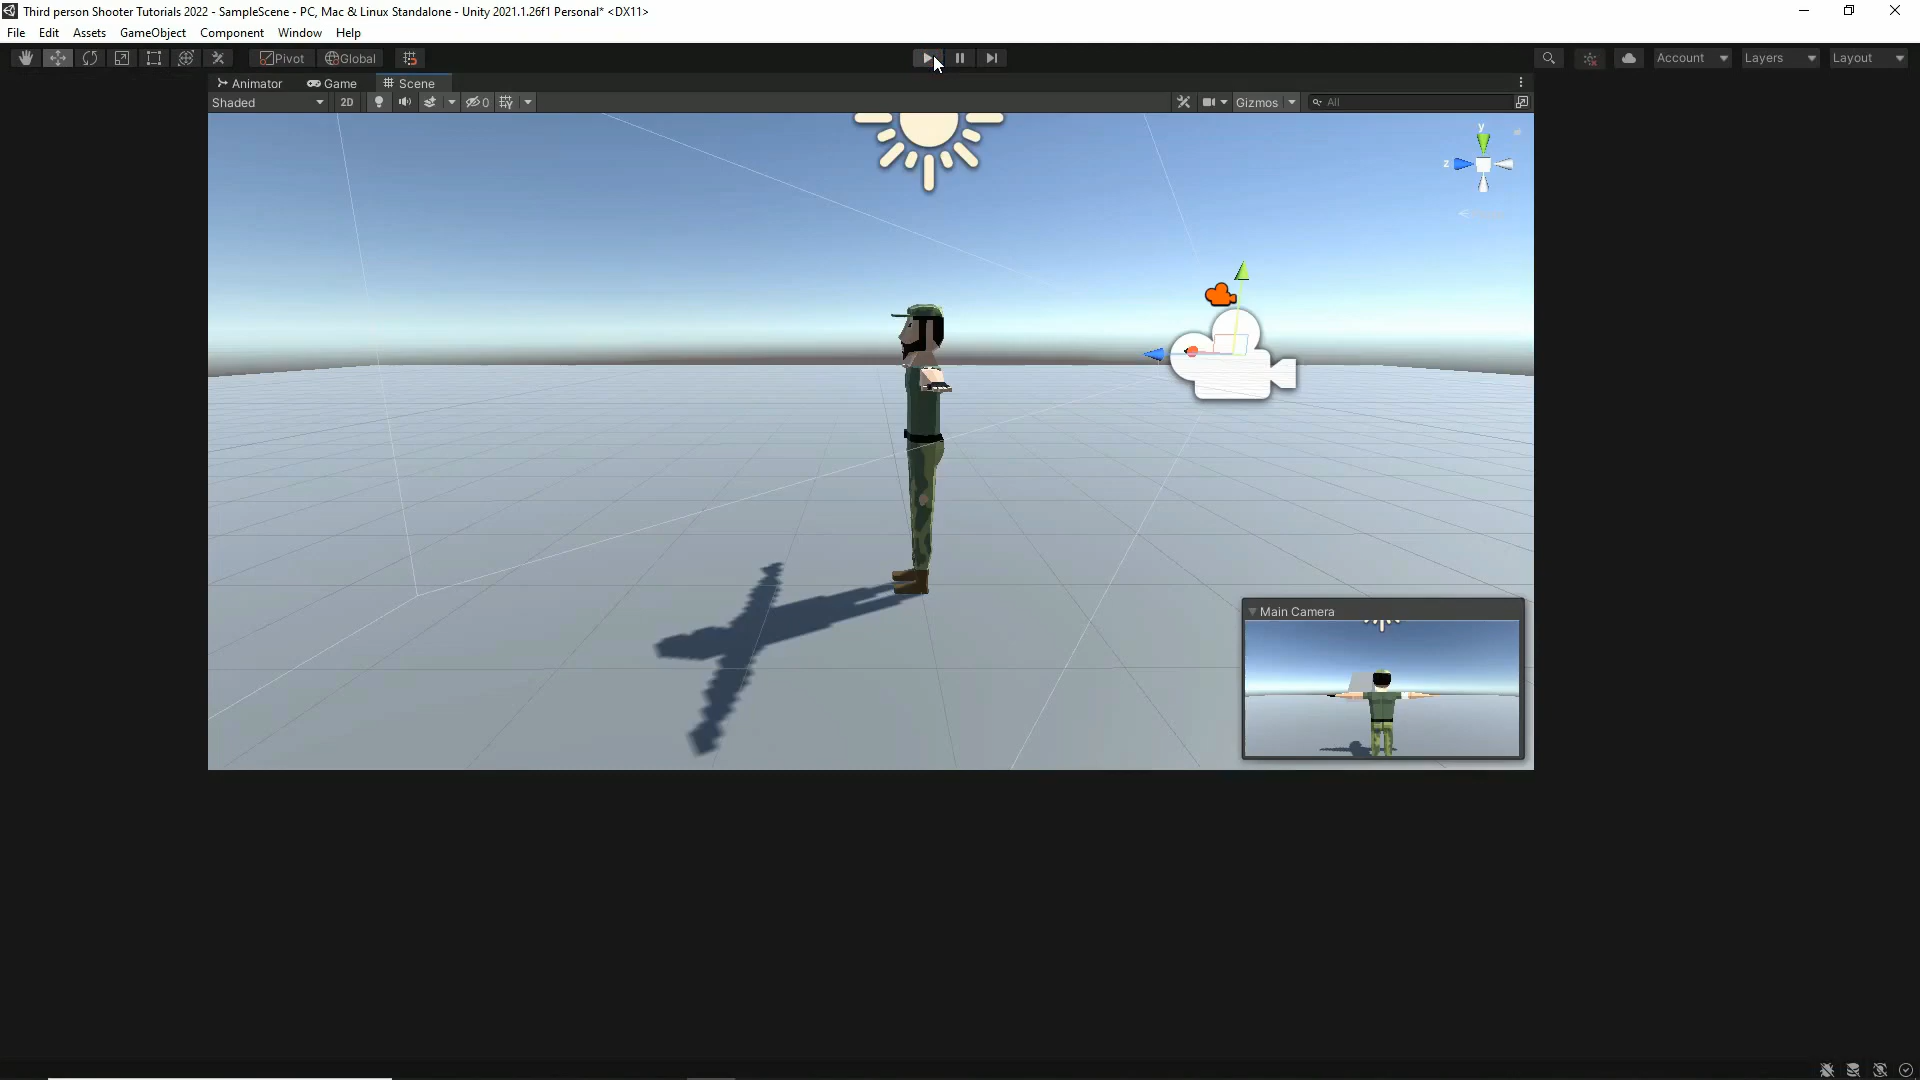 Third person Shooter Tutorials 2022 - SampleScene - PC, Mac & Linux Standalone - Unity 2021.1.26f1 Personal* <DX11>
File Edit Assets GameObject Component Window Help
Pivot Global Account Layers Layout
Animator Game Scene
Shaded 2D 0 Gizmos All
y
z
Main Camera